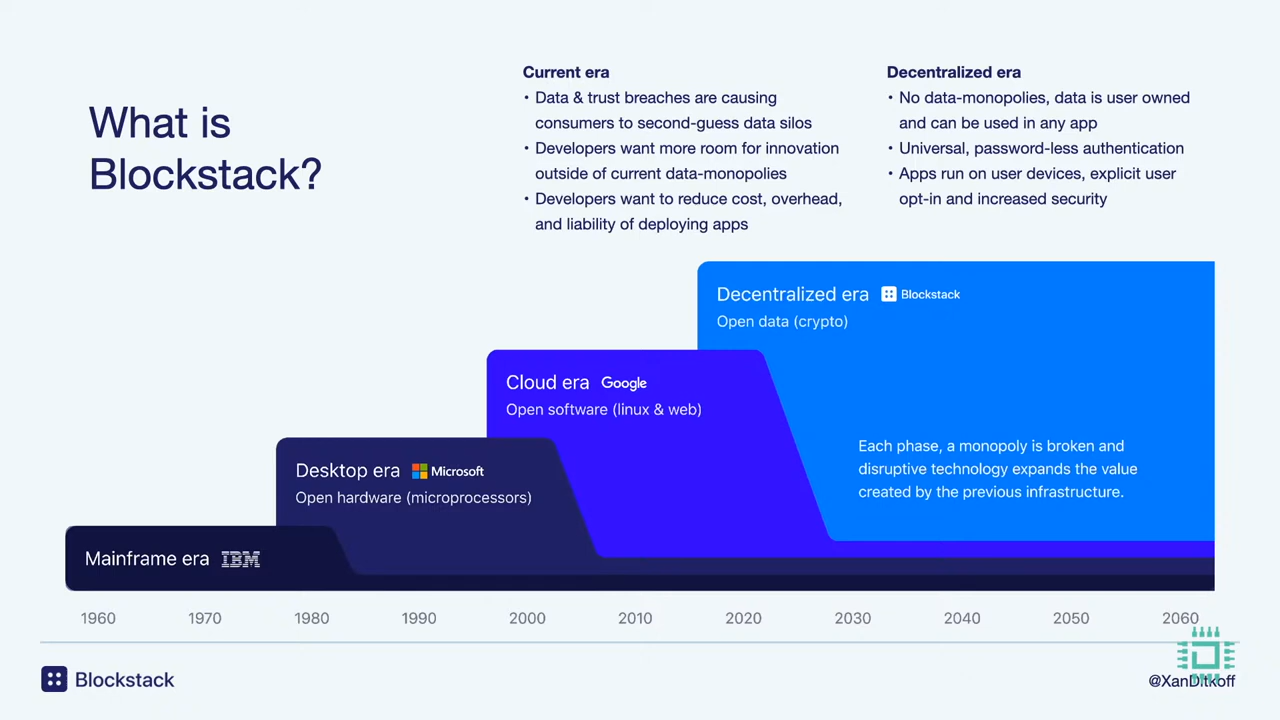 What is
Blockstack?
Current era
• Data & trust breaches are causing
consumers to second-guess data silos
• Developers want more room for innovation
outside of current data-monopolies
• Developers want to reduce cost, overhead,
and liability of deploying apps
Decentralized era
• No data-monopolies, data is user owned
and can be used in any app
• Universal, password-less authentication
• Apps run on user devices, explicit user
opt-in and increased security
Decentralized era Blockstack
Open data (crypto)
Cloud era Google
Open software (linux & web)
Each phase, a monopoly is broken and
disruptive technology expands the value
created by the previous infrastructure.
Desktop era Microsoft
Open hardware (microprocessors)
Mainframe era IBM
1960 1970 1980 1990 2000 2010 2020 2030 2040 2050 2060
Blockstack
@XanDitkoff